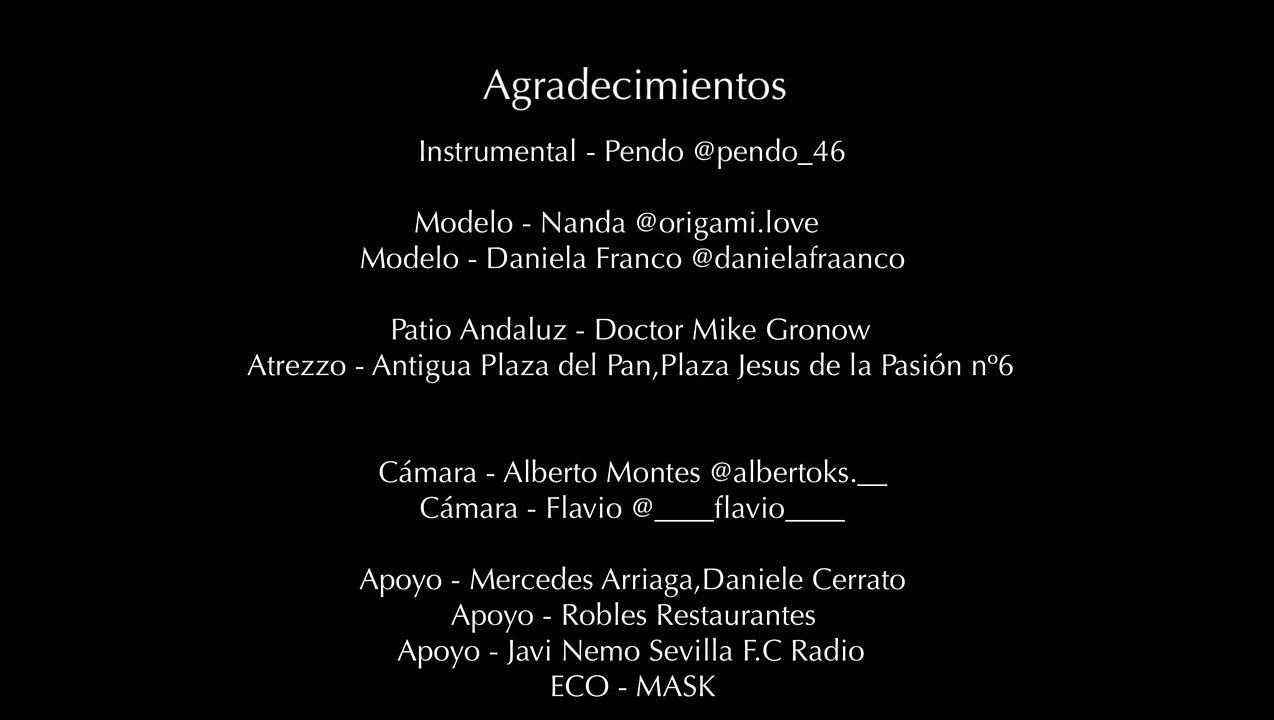 Agradecimientos
Instrumental - Pendo @pendo_46
Modelo - Nanda @origami.love
Modelo - Daniela Franco @danielafraanco
Patio Andaluz - Doctor Mike Gronow
Atrezzo - Antigua Plaza del Pan,Plaza Jesus de la Pasión nº6
Cámara - Alberto Montes @albertoks.__
Cámara - Flavio @____flavio____
Apoyo - Mercedes Arriaga,Daniele Cerrato
Apoyo - Robles Restaurantes
Apoyo - Javi Nemo Sevilla F.C Radio
ECO - MASK